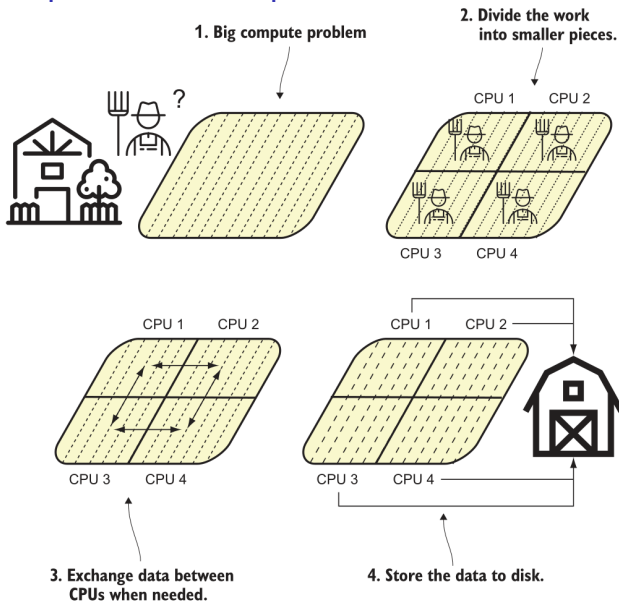 1. Big compute problem
2. Divide the work
into smaller pieces.
?
CPU 1 CPU 2
CPU 3 CPU 4
CPU 1 CPU 2
CPU 3 CPU 4
CPU 1 CPU 2
CPU 3 CPU 4
3. Exchange data between
CPUs when needed.
4. Store the data to disk.